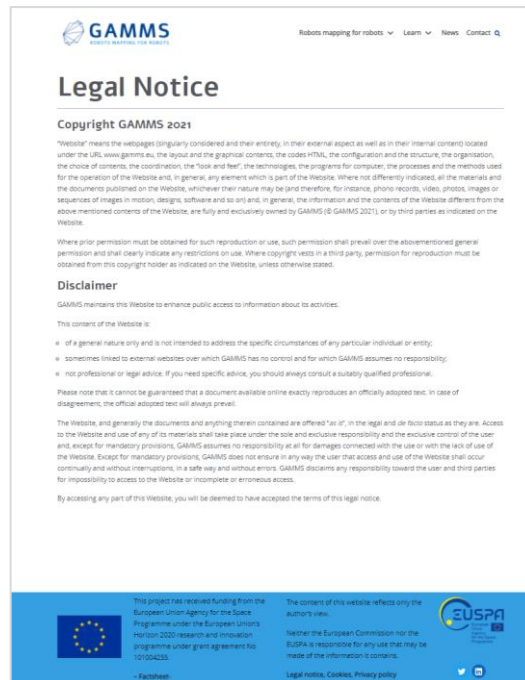 GAMMS
ROBOTS MAPPING FOR ROBOTS
Robots mapping for robots Learn News Contact
Legal Notice
Copyright GAMMS 2021
"Website" means the webpages (singularly considered and their entirety, in their external aspect as well as in their internal content) located
under the URL www.gamms.eu, the layout and the graphical contents, the codes HTML, the configuration and the structure, the organisation,
the choice of contents, the coordination, the "look and feel", the technologies, the programs for computer, the processes and the methods used
for the operation of the Website and, in general, any element which is part of the Website. Where not differently indicated, all the materials and
the documents published on the Website, whichever their nature may be (and therefore, for instance, phono records, video, photos, images or
sequences of images in motion, designs, software and so on) and, in general, the information and the contents of the Website different from the
above mentioned contents of the Website, are fully and exclusively owned by GAMMS (© GAMMS 2021), or by third parties as indicated on the
Website.
Where prior permission must be obtained for such reproduction or use, such permission shall prevail over the abovementioned general
permission and shall clearly indicate any restrictions on use. Where copyright vests in a third party, permission for reproduction must be
obtained from this copyright holder as indicated on the Website, unless otherwise stated.
Disclaimer
GAMMS maintains this Website to enhance public access to information about its activities.
This content of the Website is:
of a general nature only and is not intended to address the specific circumstances of any particular individual or entity;
sometimes linked to external websites over which GAMMS has no control and for which GAMMS assumes no responsibility;
not professional or legal advice. If you need specific advice, you should always consult a suitably qualified professional.
Please note that it cannot be guaranteed that a document available online exactly reproduces an officially adopted text. In case of
disagreement, the official adopted text will always prevail.
The Website, and generally the documents and anything therein contained are offered "as is", in the legal and de facto status as they are. Access
to the Website and use of any of its materials shall take place under the sole and exclusive responsibility and the exclusive control of the user
and, except for mandatory provisions, GAMMS assumes no responsibility at all for damages connected with the use or with the lack of use of
the Website. Except for mandatory provisions, GAMMS does not ensure in any way the user that access and use of the Website shall occur
continually and without interruptions, in a safe way and without errors. GAMMS disclaims any responsibility toward the user and third parties
for impossibility to access to the Website or incomplete or erroneous access.
By accessing any part of this Website, you will be deemed to have accepted the terms of this legal notice.
This project has received funding from the
European Union Agency for the Space
Programme under the European Union's
Horizon 2020 research and innovation
programme under grant agreement No
101004255.
– Factsheet
The content of this website reflects only the
author's view.
Neither the European Commission nor the
EUSPA is responsible for any use that may be
made of the information it contains.
Legal notice, Cookies, Privacy policy
EUSPA